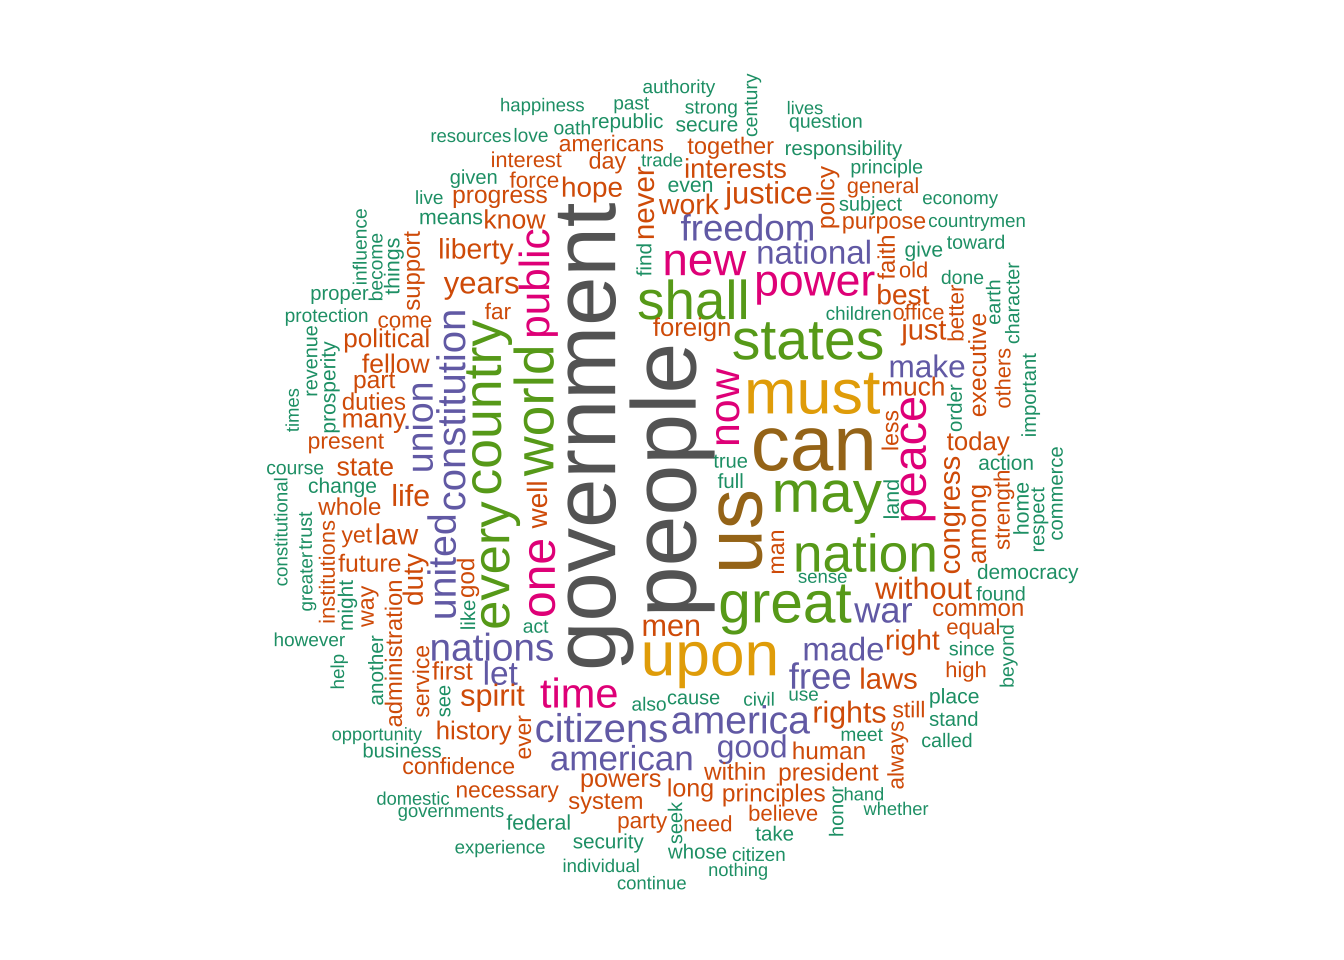 authority
century
happiness
past
strong
lives
resources
love
oath
republic
secure
question
americans
together
responsibility
interest
day
trade
interests
principle
given
force
hope
never
even
justice
policy
general
live
progress
work
subject
economy
means
know
freedom
purpose
countrymen
influence
become
things
support
liberty
public
government
find
new
national
faith
give
toward
proper
years
shall
power
old
done
earth
character
protection
come
far
foreign
children
best
office
better
revenue
political
constitution
country
world
people
states
just
executive
prosperity
fellow
now
make
others
important
times
part
union
must
much
order
duties
many
can
less
peace
today
present
course
state
true
action
constitutional
change
life
every
well
us
full
may
land
congress
among
strength
home
respect
commerce
whole
greater
trust
institutions
yet
law
united
one
man
nation
future
duty
god
sense
democracy
might
way
like
act
great
without
found
administration
war
common
however
men
equal
beyond
help
another
nations
upon
made
right
since
service
first
let
free
laws
high
see
spirit
time
also
cause
civil
use
place
opportunity
history
ever
citizens
america
rights
still
stand
business
american
good
meet
always
called
confidence
human
powers
within
president
necessary
long
principles
hand
domestic
system
believe
honor
whether
governments
federal
party
seek
need
take
experience
security
whose
citizen
individual
nothing
continue